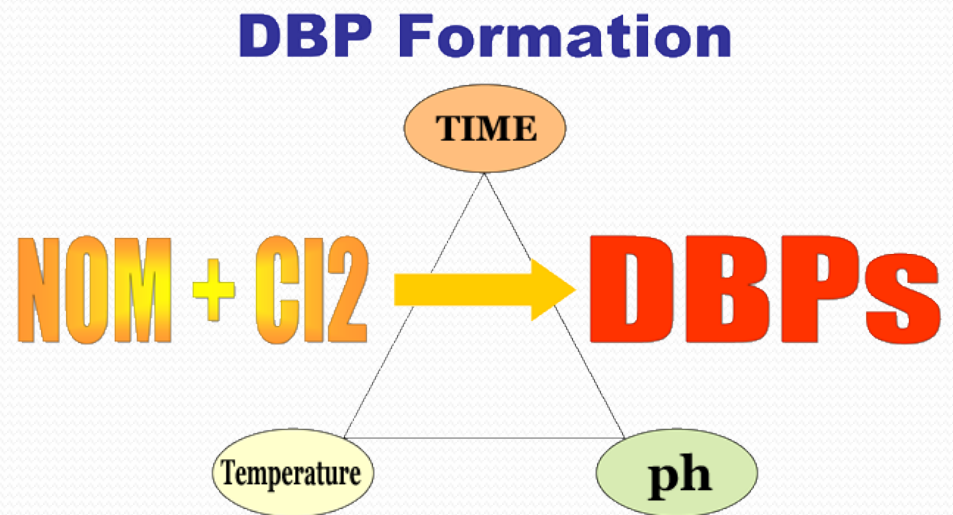 DBP Formation
TIME
NOM + Cl2
DBPs
Temperature
ph